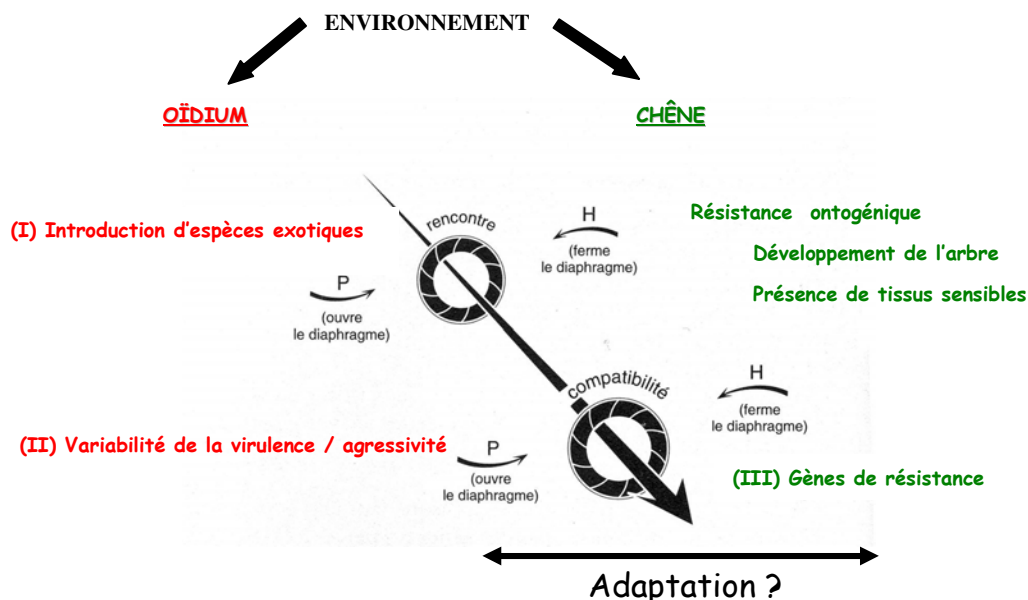 ENVIRONNEMENT
OÏDIUM
CHÊNE
(I) Introduction d'espèces exotiques
rencontre
H
(ferme
le diaphragme)
Résistance ontogénique
Développement de l'arbre
Présence de tissus sensibles
P
(ouvre
le diaphragme)
compatibilité
H
(ferme
le diaphragme)
(II) Variabilité de la virulence / agressivité
P
(ouvre
le diaphragme)
(III) Gènes de résistance
Adaptation ?